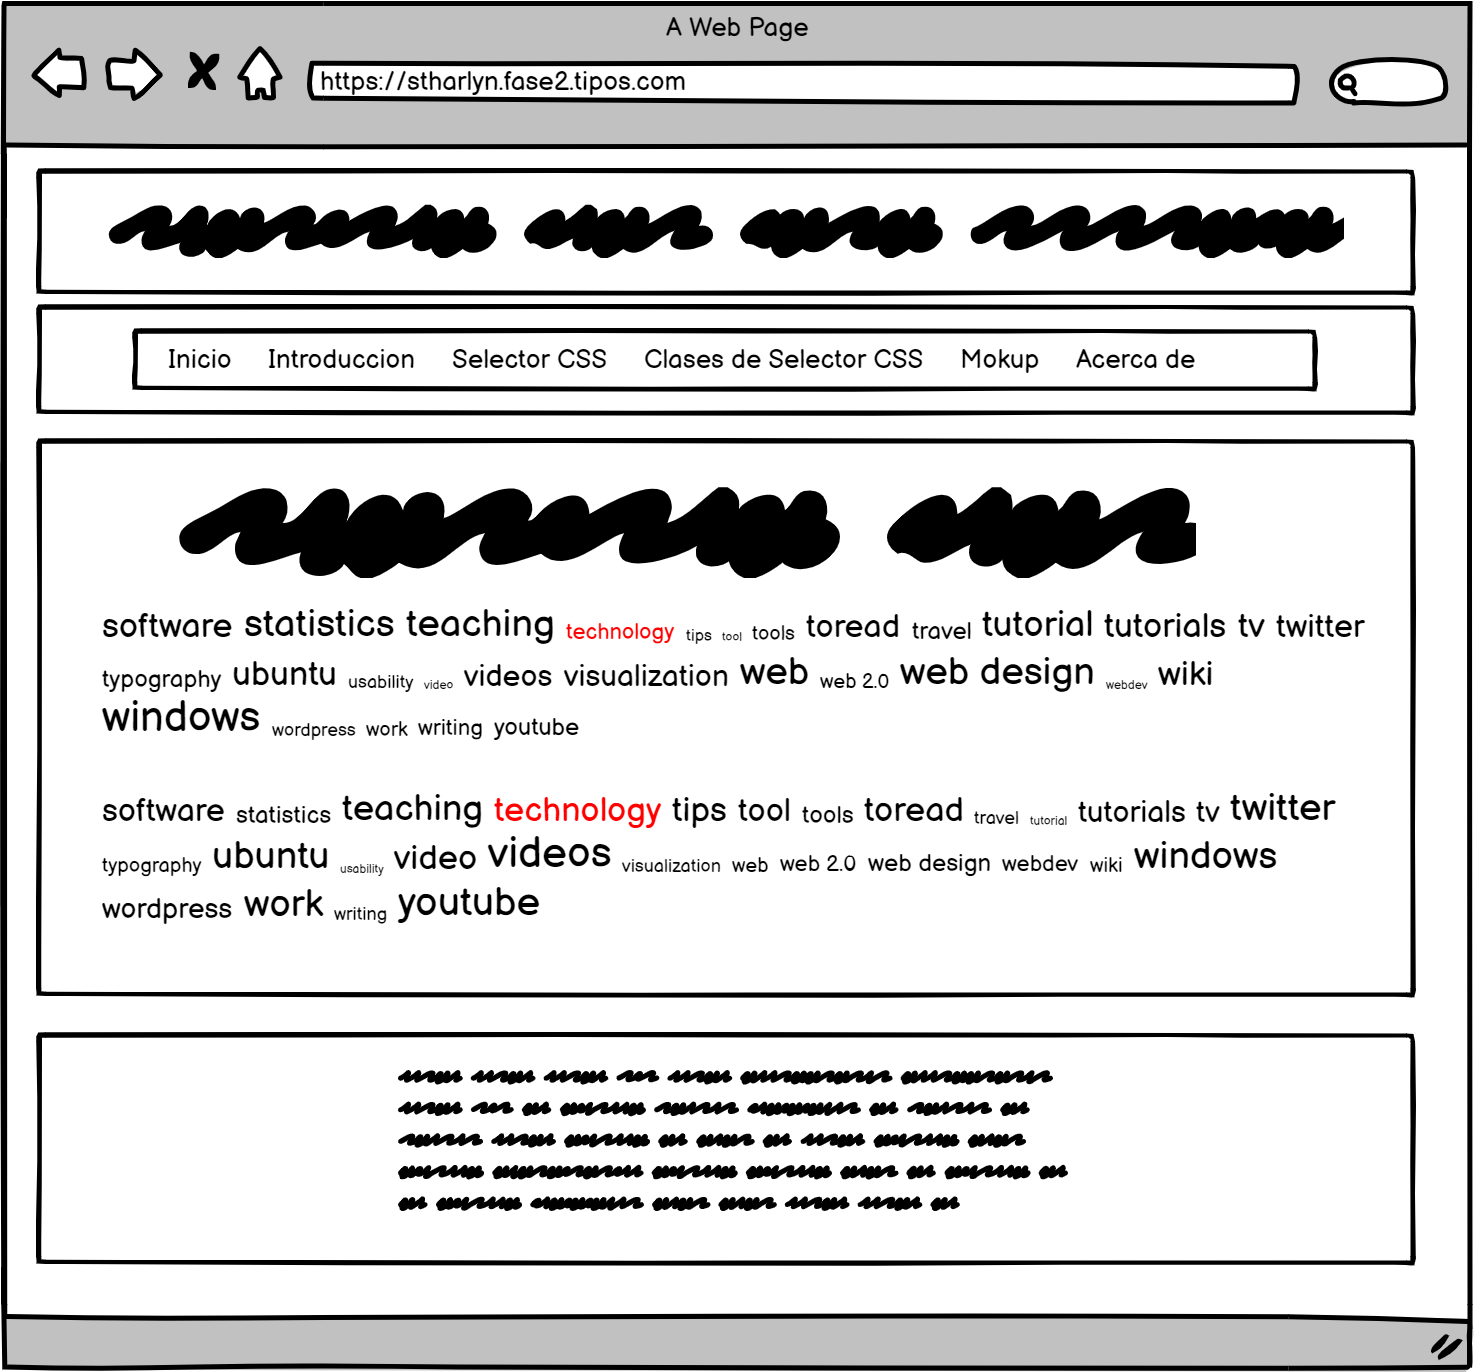 A Web Page
https://stharlyn.fase2.tipos.com
Inicio Introduccion Selector CSS Clases de Selector CSS Mokup Acerca de
software statistics teaching technology tips tool tools toread travel tutorial tutorials tv twitter
typography ubuntu usability video videos visualization web web 2.0 web design webdev wiki
windows wordpress work writing youtube
software statistics teaching technology tips tool tools toread travel tutorial tutorials tv twitter
typography ubuntu usability video videos visualization web web 2.0 web design webdev wiki windows
wordpress work writing youtube